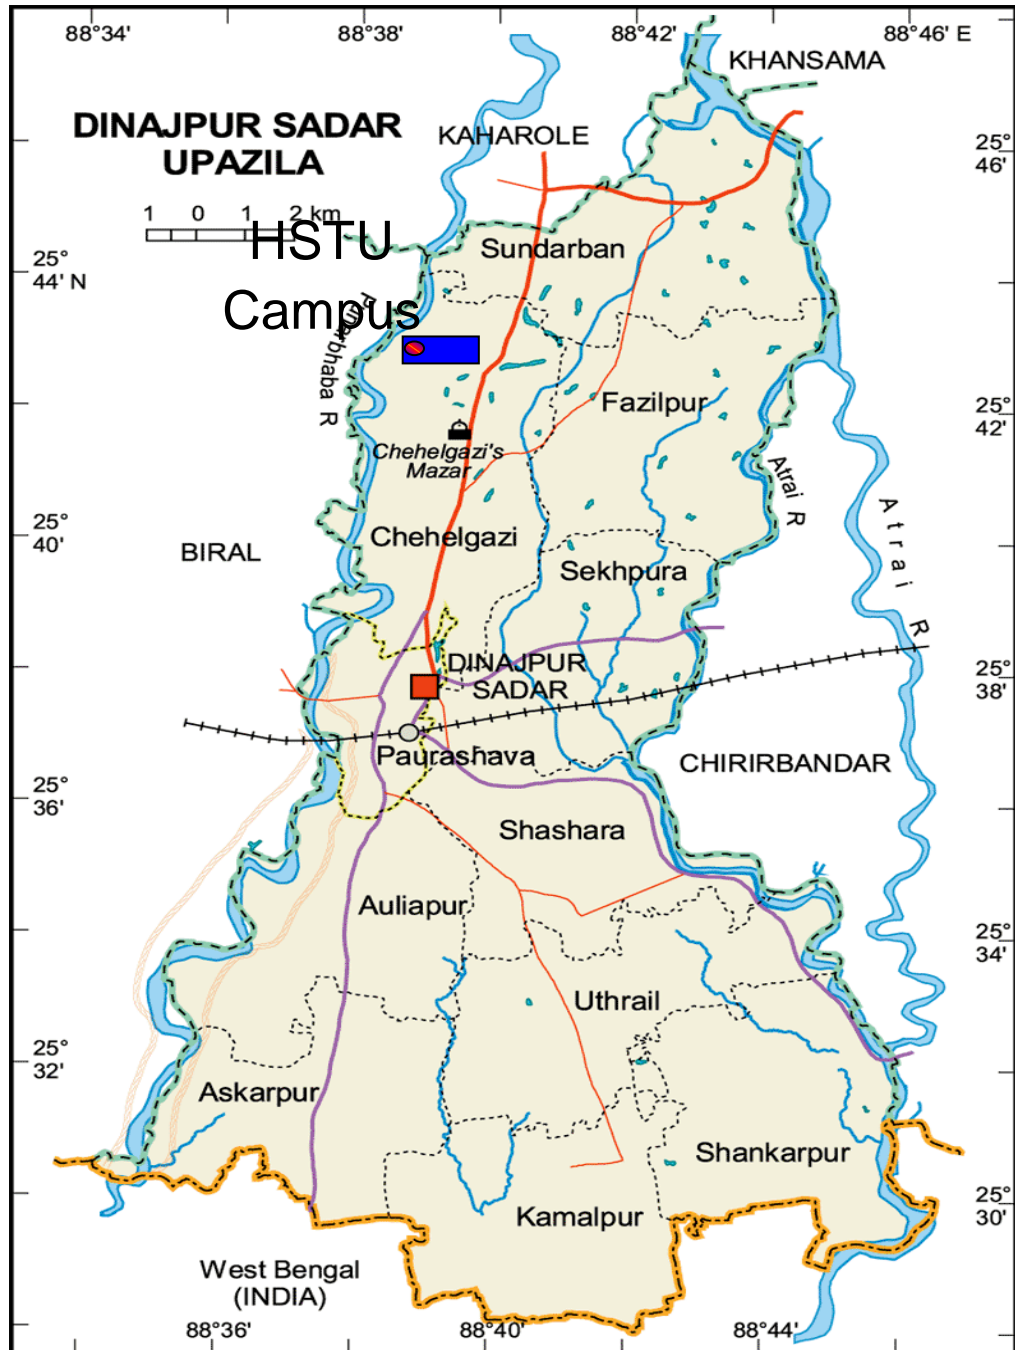 88°34' 88°38' 88°42' 88°46' E
KHANSAMA
DINAJPUR SADAR
UPAZILA
KAHAROLE
25°
46'
1 0 1 2 km
HSTU
Campus
Sundarban
25°
44' N
R
Fazilpur
25°
42'
Chehelgazi's
Mazar
Atrai R
Atrai R
25°
40'
Chehelgazi
BIRAL
Sekhpura
DINAJPUR
SADAR
25°
38'
Paurashava
CHIRIRBANDAR
25°
36'
Shashara
Auliapur
25°
34'
Uthrail
25°
32'
Askarpur
Shankarpur
25°
30'
Kamalpur
West Bengal
(INDIA)
88°36' 88°40' 88°44'